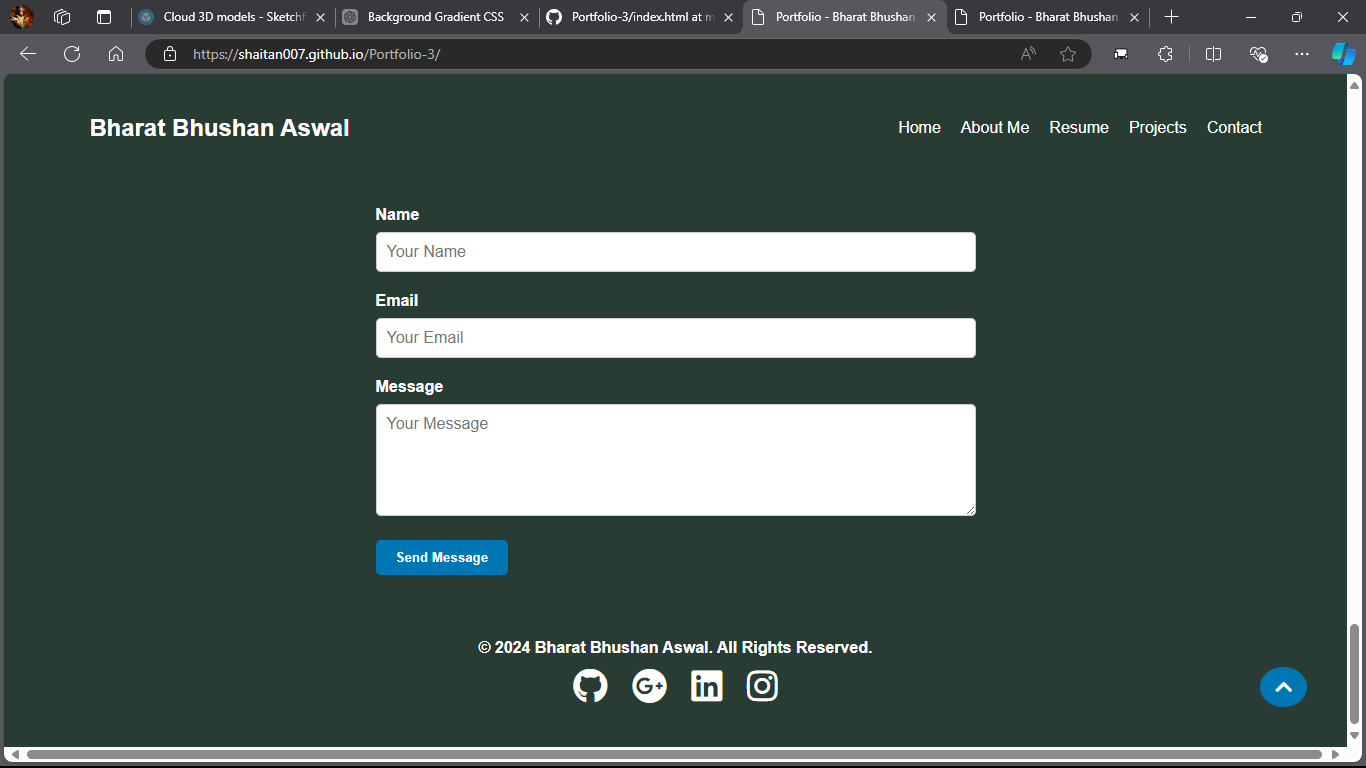 Cloud 3D models - Sketchf
Background Gradient CSS
Portfolio-3/index.html at m
Portfolio - Bharat Bhushan
Portfolio - Bharat Bhushan
https://shaitan007.github.io/Portfolio-3/
Bharat Bhushan Aswal
Home About Me Resume Projects Contact
Name
Your Name
Email
Your Email
Message
Your Message
Send Message
© 2024 Bharat Bhushan Aswal. All Rights Reserved.